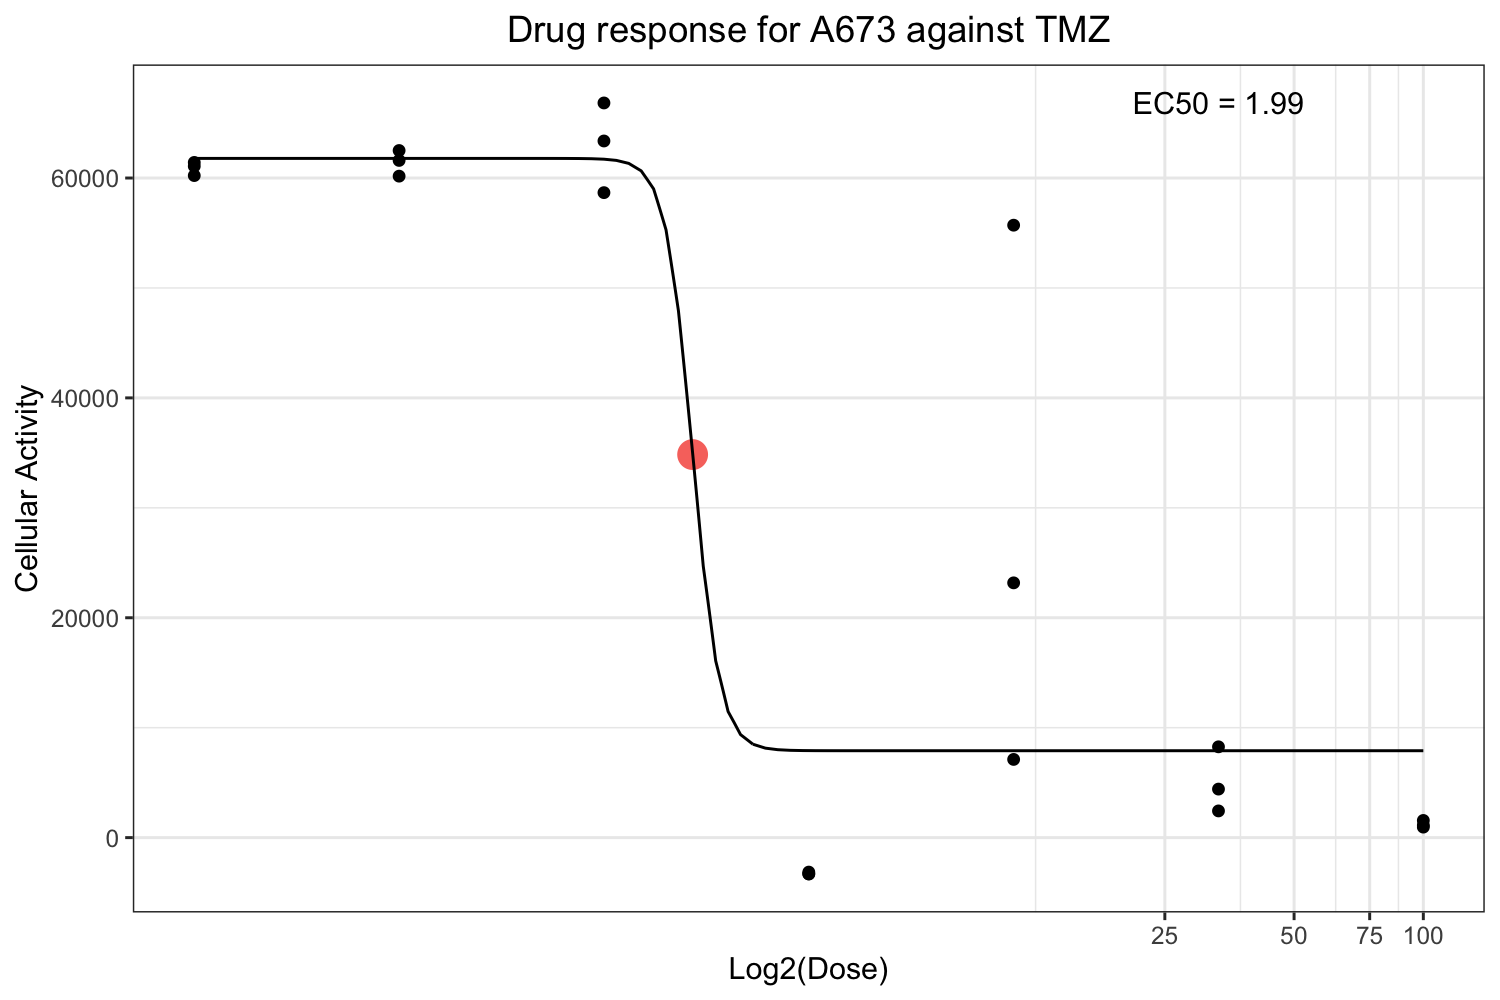 Drug response for A673 against TMZ
EC50 = 1.99
60000
40000
20000
0
Cellular Activity
25 50 75 100
Log2(Dose)